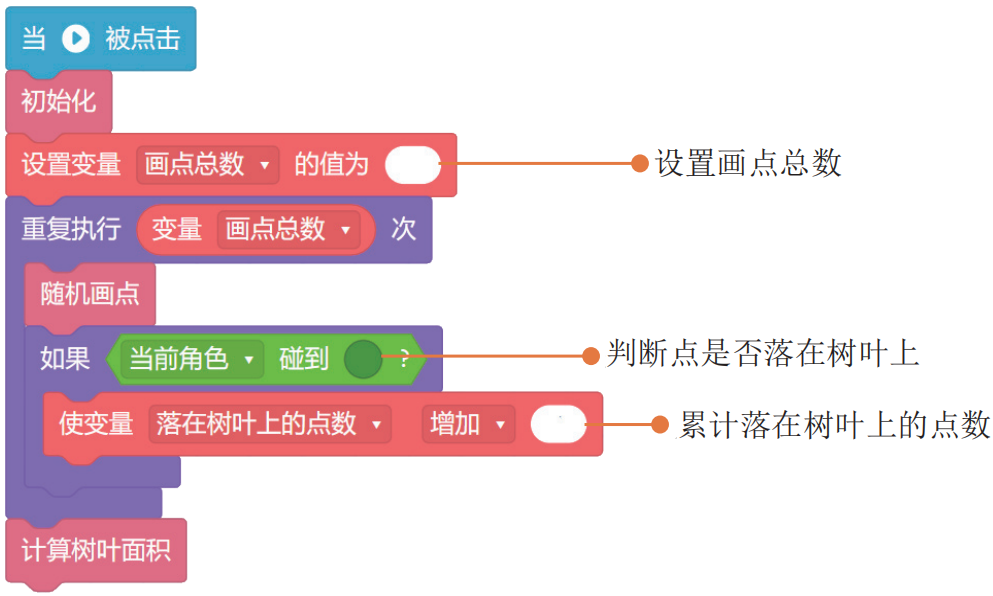 当 被点击
初始化
设置变量 画点总数 的值为
设置画点总数
重复执行 变量 画点总数 次
随机画点
如果 当前角色 碰到 ?
判断点是否落在树叶上
使变量 落在树叶上的点数 增加
累计落在树叶上的点数
计算树叶面积